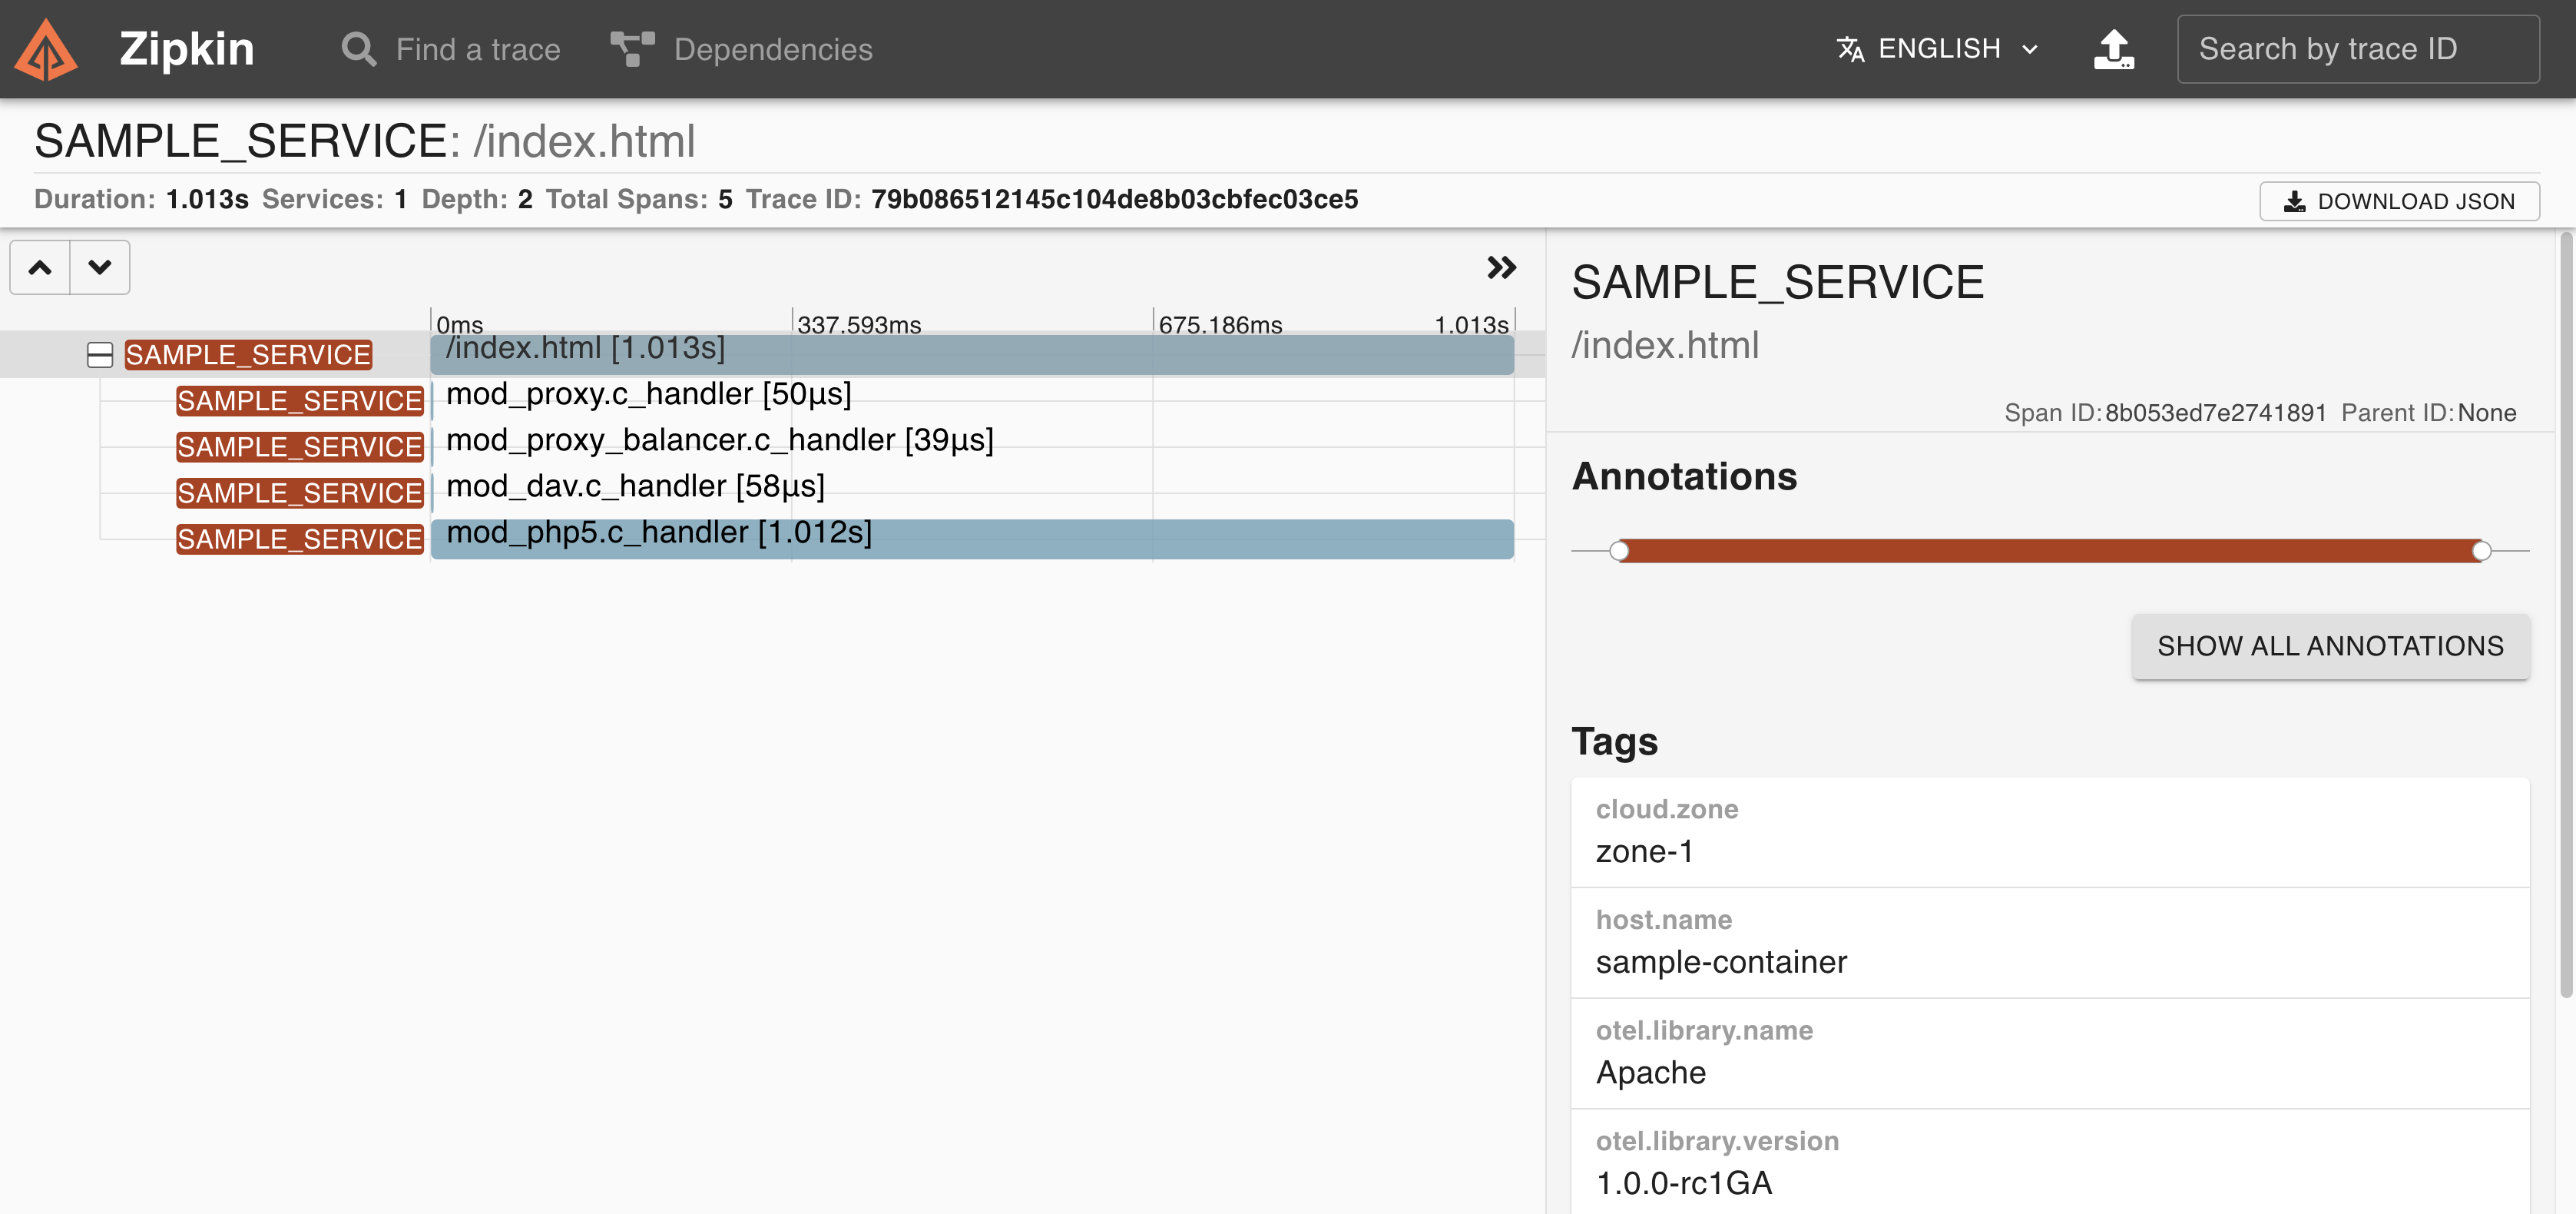 Zipkin Find a trace Dependencies ENGLISH Search by trace ID
SAMPLE_SERVICE: /index.html
Duration: 1.013s Services: 1 Depth: 2 Total Spans: 5 Trace ID: 79b086512145c104de8b03cbfec03ce5 DOWNLOAD JSON
0ms 337.593ms 675.186ms 1.013s
SAMPLE_SERVICE /index.html [1.013s]
SAMPLE_SERVICE mod_proxy.c_handler [50µs]
SAMPLE_SERVICE mod_proxy_balancer.c_handler [39µs]
SAMPLE_SERVICE mod_dav.c_handler [58µs]
SAMPLE_SERVICE mod_php5.c_handler [1.012s]
SAMPLE_SERVICE
/index.html
Span ID: 8b053ed7e2741891 Parent ID: None
Annotations
SHOW ALL ANNOTATIONS
Tags
cloud.zone
zone-1
host.name
sample-container
otel.library.name
Apache
otel.library.version
1.0.0-rc1GA